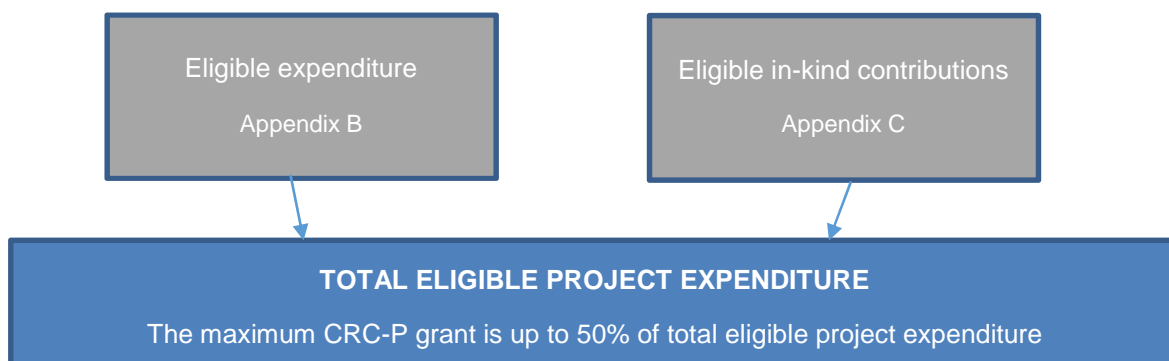 Eligible expenditure
Appendix B
Eligible in-kind contributions
Appendix C
TOTAL ELIGIBLE PROJECT EXPENDITURE
The maximum CRC-P grant is up to 50% of total eligible project expenditure